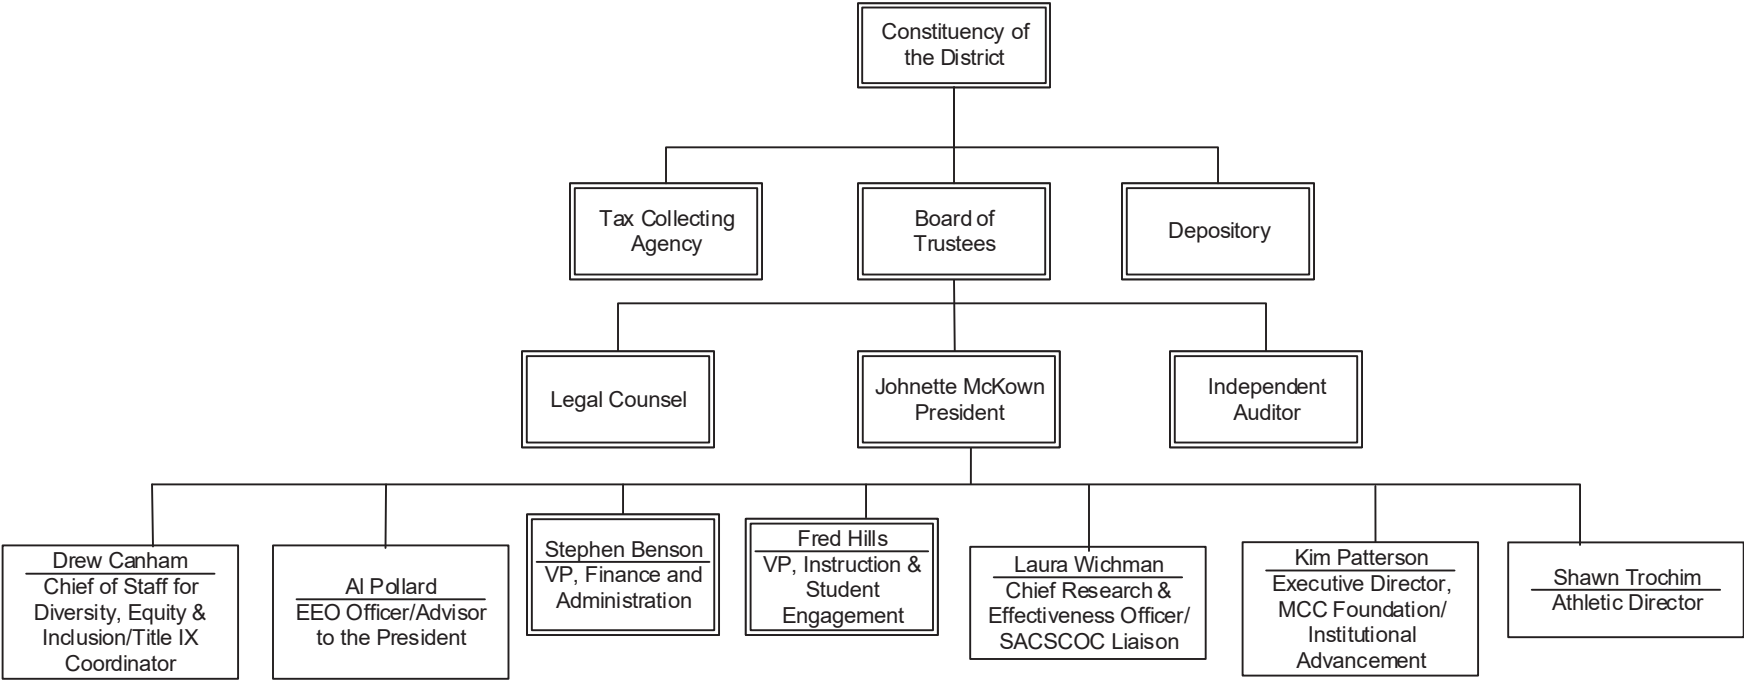 Constituency of
the District
Tax Collecting
Agency
Board of
Trustees
Depository
Legal Counsel
Johnette McKown
President
Independent
Auditor
Drew Canham
Chief of Staff for
Diversity, Equity &
Inclusion/Title IX
Coordinator
Al Pollard
EEO Officer/Advisor
to the President
Stephen Benson
VP, Finance and
Administration
Fred Hills
VP, Instruction &
Student
Engagement
Laura Wichman
Chief Research &
Effectiveness Officer/
SACSCOC Liaison
Kim Patterson
Executive Director,
MCC Foundation/
Institutional
Advancement
Shawn Trochim
Athletic Director